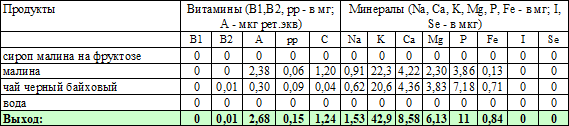 Продукты Витамины (B1,B2, pp - в мг; Минералы (Na, Ca, K, Mg, P, Fe - в мг; I,
А - мкг рет.экв) Se - в мкг)
B1 B2 A pp C Na K Ca Mg P Fe I Se
сироп малина на фруктозе 0 0 0 0 0 0 0 0 0 0 0 0 0
малина 0 0 2,38 0,06 1,20 0,91 22,3 4,22 2,30 3,86 0,13 0 0
чай черный байховый 0 0,01 0,30 0,09 0,04 0,62 20,6 4,36 3,83 7,18 0,71 0 0
вода 0 0 0 0 0 0 0 0 0 0 0 0 0
Выход: 0 0,01 2,68 0,15 1,24 1,53 42,9 8,58 6,13 11 0,84 0 0